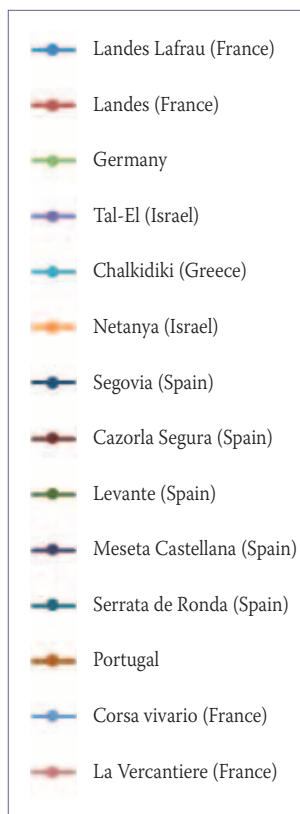 Landes Lafrau (France)
Landes (France)
Germany
Tal-El (Israel)
Chalkidiki (Greece)
Netanya (Israel)
Segovia (Spain)
Cazorla Segura (Spain)
Levante (Spain)
Meseta Castellana (Spain)
Serrata de Ronda (Spain)
Portugal
Corsa vivario (France)
La Vercantiere (France)